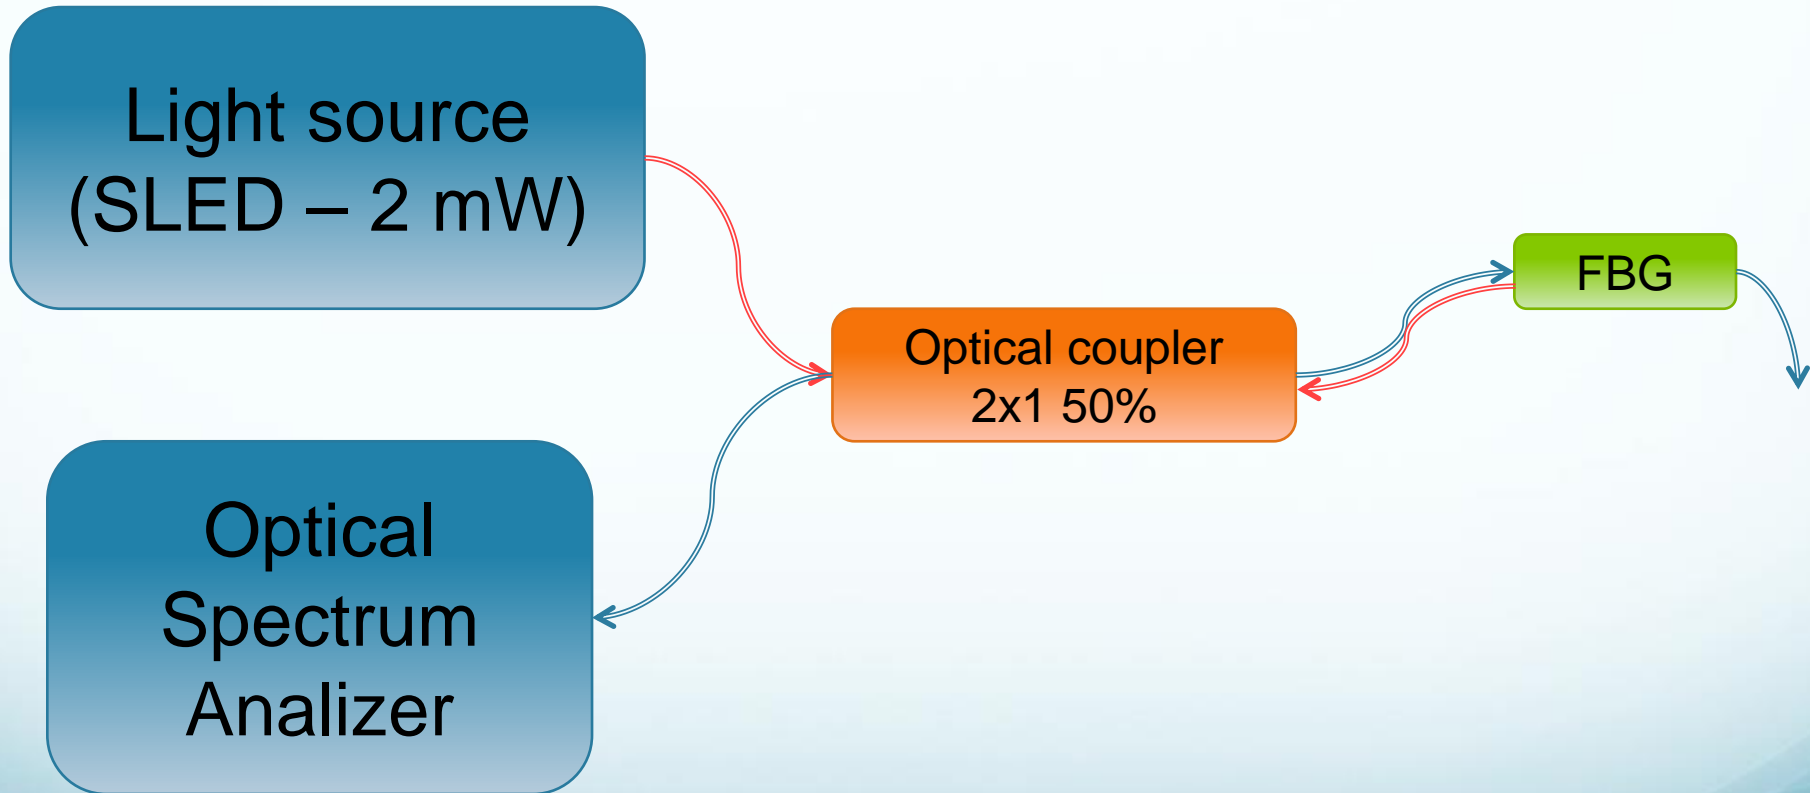 Light source
(SLED – 2 mW)
FBG
Optical coupler
2x1 50%
Optical
Spectrum
Analizer